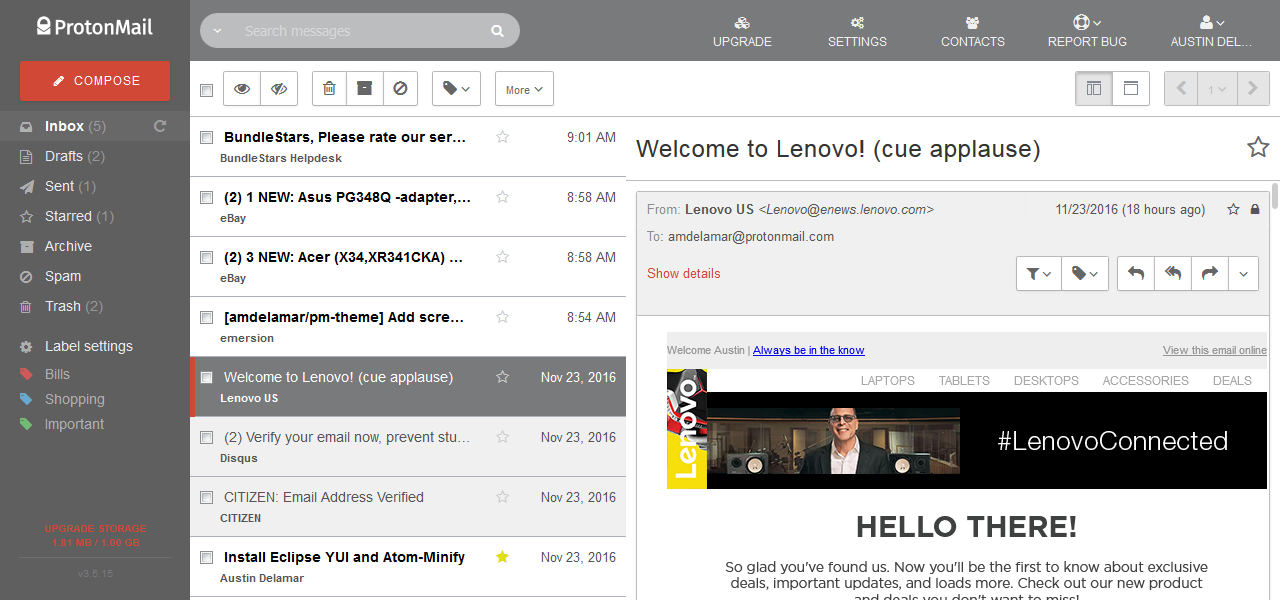 ProtonMail
Search messages
UPGRADE
SETTINGS
CONTACTS
REPORT BUG
AUSTIN DEL...
COMPOSE
Inbox (5)
Drafts (2)
Sent (1)
Starred (1)
Archive
Spam
Trash (2)
Label settings
Bills
Shopping
Important
UPGRADE STORAGE
1.81 MB / 1.00 GB
v3.5.15
More
1
BundleStars, Please rate our ser... 9:01 AM
BundleStars Helpdesk
(2) 1 NEW: Asus PG348Q -adapter,... 8:58 AM
eBay
(2) 3 NEW: Acer (X34,XR341CKA) ... 8:58 AM
eBay
[amdelamar/pm-theme] Add scre... 8:54 AM
emersion
Welcome to Lenovo! (cue applause) Nov 23, 2016
Lenovo US
(2) Verify your email now, prevent stu... Nov 23, 2016
Disqus
CITIZEN: Email Address Verified Nov 23, 2016
CITIZEN
Install Eclipse YUI and Atom-Minify Nov 23, 2016
Austin Delamar
Welcome to Lenovo! (cue applause)
From: Lenovo US <Lenovo@enews.lenovo.com> 11/23/2016 (18 hours ago)
To: amdelamar@protonmail.com
Show details
Welcome Austin | Always be in the know View this email online
LAPTOPS TABLETS DESKTOPS ACCESSORIES DEALS
Lenovo
#LenovoConnected
HELLO THERE!
So glad you've found us. Now you'll be the first to know about exclusive
deals, important updates, and loads more. Check out our new product
and deals you don't want to miss!